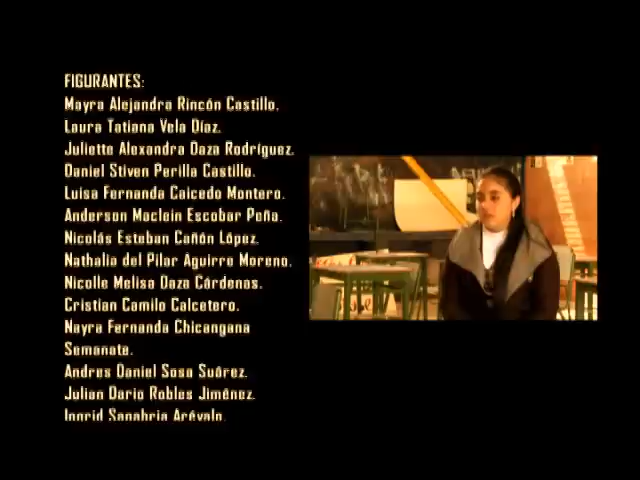 FIGURANTES:
Mayra Alejandra Rincón Castillo.
Laura Tatiana Vela Díaz.
Juliette Alexandra Daza Rodríguez.
Daniel Stiven Perilla Castillo.
Luisa Fernanda Caicedo Montero.
Anderson Maclein Escobar Peña.
Nicolás Esteban Cañón López.
Nathalia del Pilar Aguirre Moreno.
Nicolle Melisa Daza Cárdenas.
Cristian Camilo Calcetero.
Nayra Fernanda Chicangana
Semanate.
Andres Daniel Sosa Suárez.
Julian Dario Robles Jiménez.
Ingrid Sanabria Arévalo.